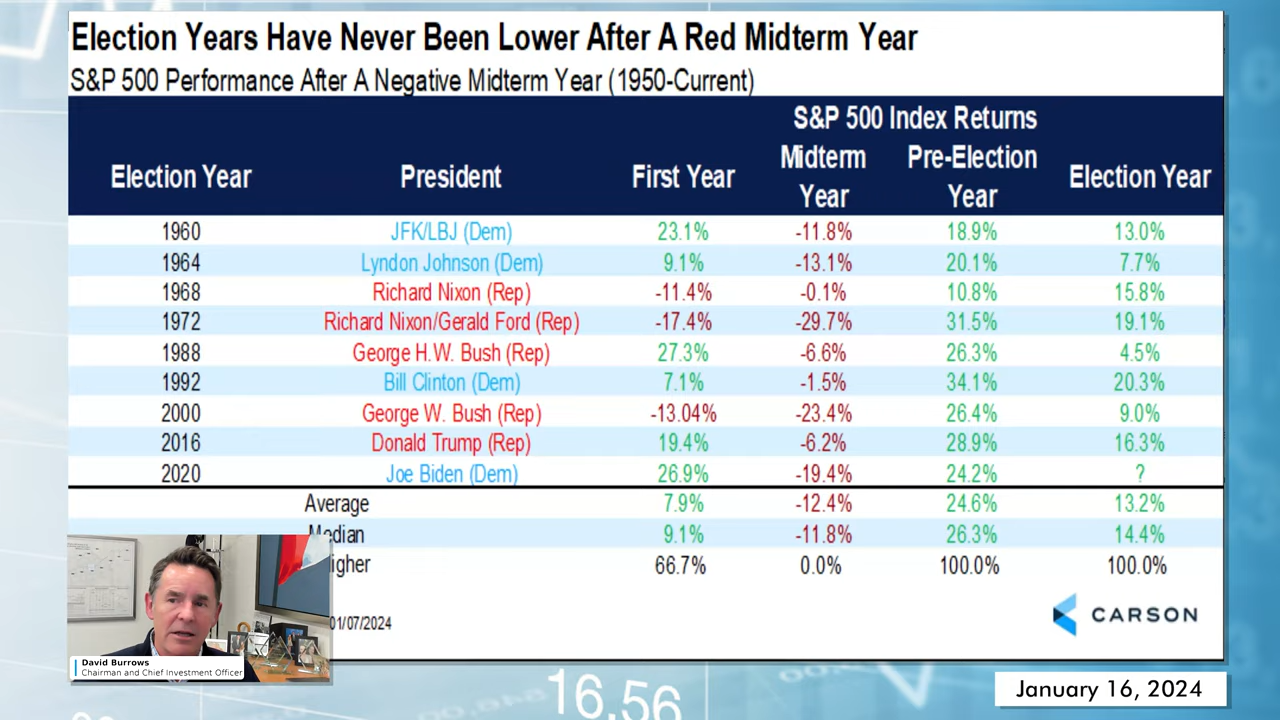 Election Years Have Never Been Lower After A Red Midterm Year
S&P 500 Performance After A Negative Midterm Year (1950-Current)
S&P 500 Index Returns
Election Year President First Year Midterm Year Pre-Election Year Election Year
1960 JFK/LBJ (Dem) 23.1% -11.8% 18.9% 13.0%
1964 Lyndon Johnson (Dem) 9.1% -13.1% 20.1% 7.7%
1968 Richard Nixon (Rep) -11.4% -0.1% 10.8% 15.8%
1972 Richard Nixon/Gerald Ford (Rep) -17.4% -29.7% 31.5% 19.1%
1988 George H.W. Bush (Rep) 27.3% -6.6% 26.3% 4.5%
1992 Bill Clinton (Dem) 7.1% -1.5% 34.1% 20.3%
2000 George W. Bush (Rep) -13.04% -23.4% 26.4% 9.0%
2016 Donald Trump (Rep) 19.4% -6.2% 28.9% 16.3%
2020 Joe Biden (Dem) 26.9% -19.4% 24.2% ?
Average 7.9% -12.4% 24.6% 13.2%
Median 9.1% -11.8% 26.3% 14.4%
igher 66.7% 0.0% 100.0% 100.0%
01/07/2024
CARSON
David Burrows
Chairman and Chief Investment Officer
16,56
January 16, 2024